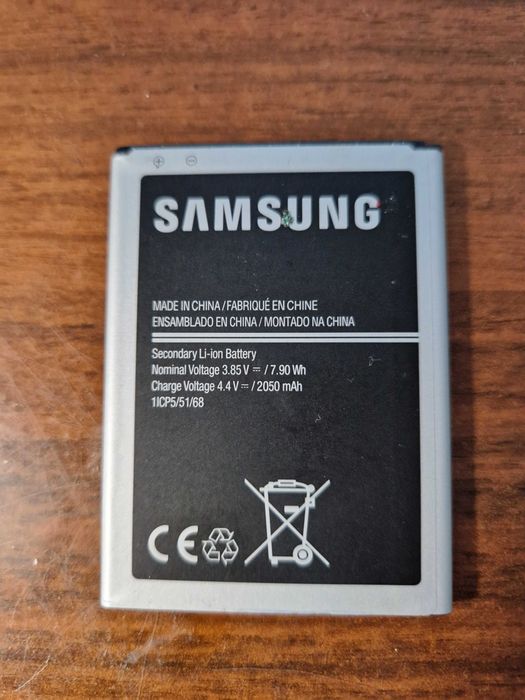 SAMSUNG
MADE IN CHINA / FABRIQUÉ EN CHINE
ENSAMBLADO EN CHINA / MONTADO NA CHINA
Secondary Li-ion Battery
Nominal Voltage 3.85 V ⎓ / 7.90 Wh
Charge Voltage 4.4 V ⎓ / 2050 mAh
1ICP5/51/68
CE